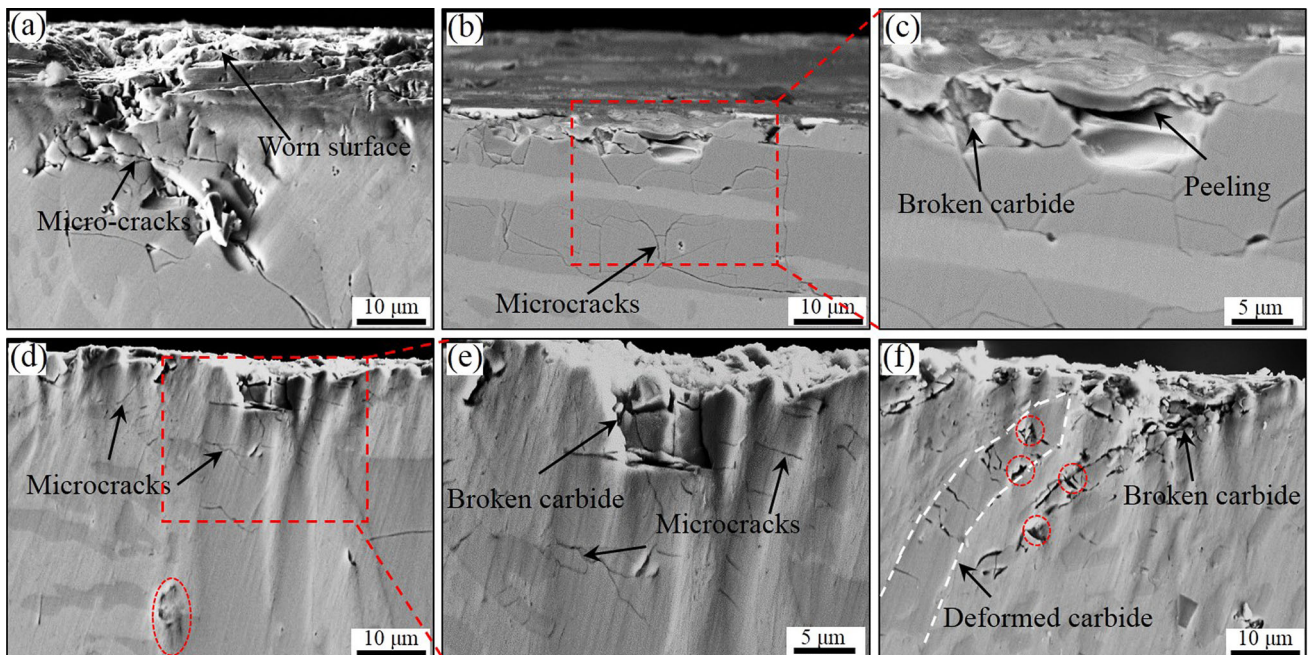 (a)
Worn surface
Micro-cracks
10 μm
(b)
Microcracks
10 μm
(c)
Broken carbide
Peeling
5 μm
(d)
Microcracks
10 μm
(e)
Broken carbide
Microcracks
5 μm
(f)
Broken carbide
Deformed carbide
10 μm